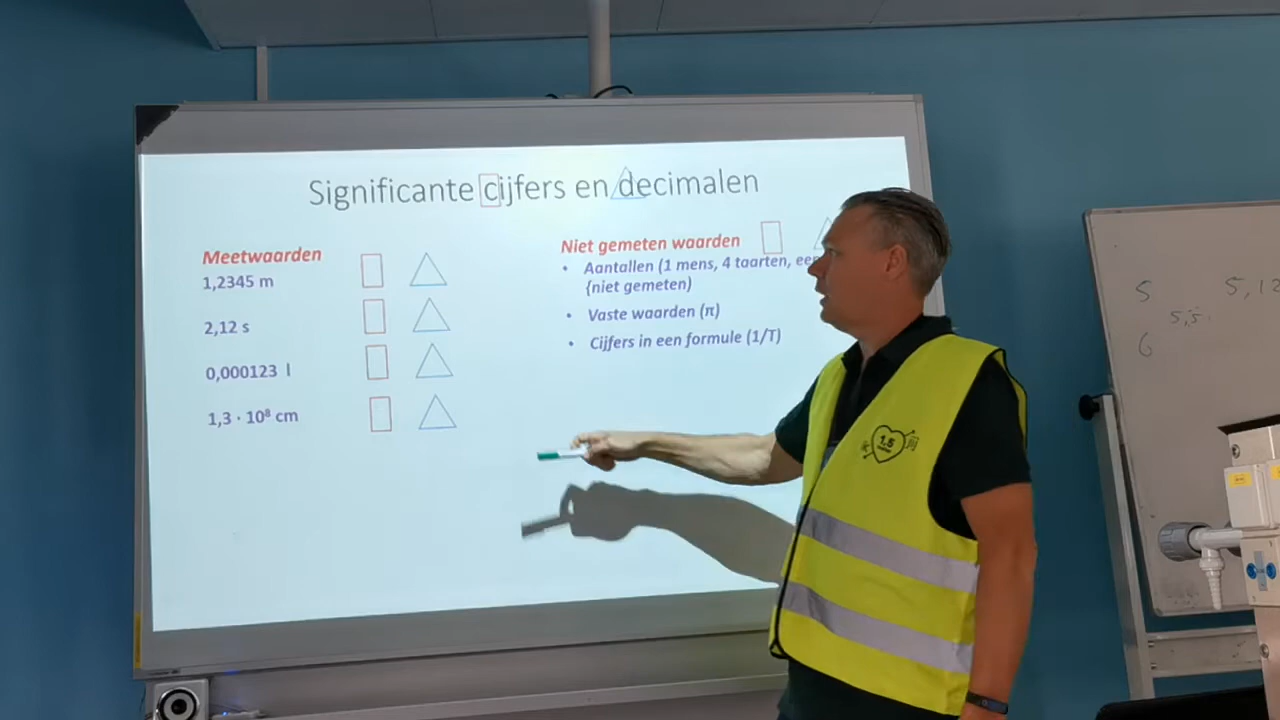 Significante cijfers en decimalen
Meetwaarden
1,2345 m
2,12 s
0,000123 l
1,3 · 10⁸ cm
Niet gemeten waarden
• Aantallen (1 mens, 4 taarten,
(niet gemeten)
• Vaste waarden (π)
• Cijfers in een formule (1/T)
1,5
S 5,12
5,5
6